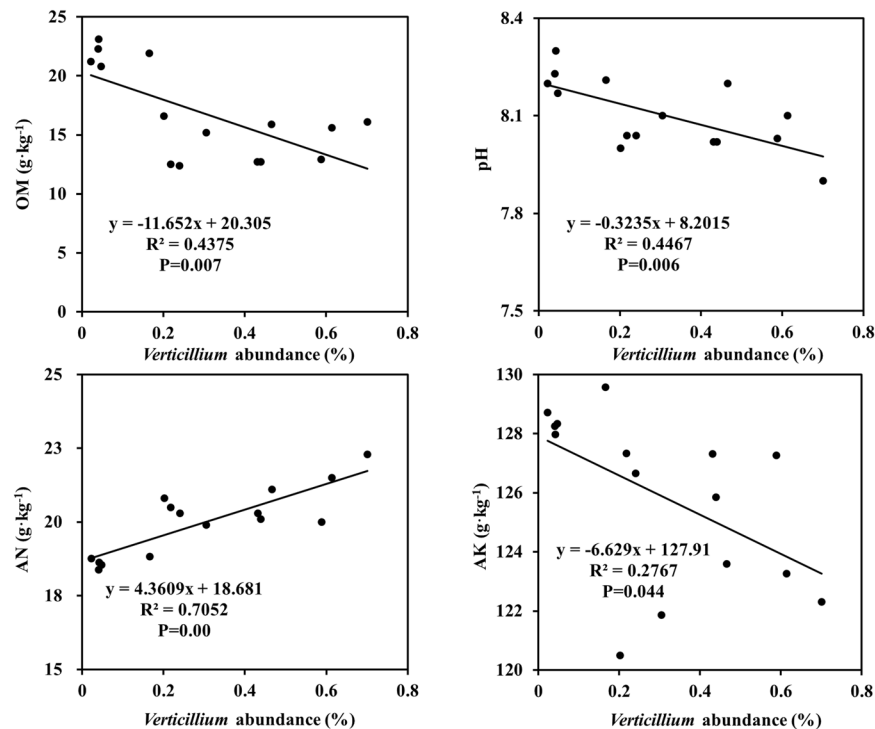 25
20
15
10
5
0
OM (g·kg⁻¹)
y = -11.652x + 20.305
R² = 0.4375
P=0.007
0 0.2 0.4 0.6 0.8
Verticillium abundance (%)
8.4
8.1
7.8
7.5
pH
y = -0.3235x + 8.2015
R² = 0.4467
P=0.006
0 0.2 0.4 0.6 0.8
Verticillium abundance (%)
25
23
20
18
15
AN (g·kg⁻¹)
y = 4.3609x + 18.681
R² = 0.7052
P=0.00
0 0.2 0.4 0.6 0.8
Verticillium abundance (%)
130
128
126
124
122
120
AK (g·kg⁻¹)
y = -6.629x + 127.91
R² = 0.2767
P=0.044
0 0.2 0.4 0.6 0.8
Verticillium abundance (%)